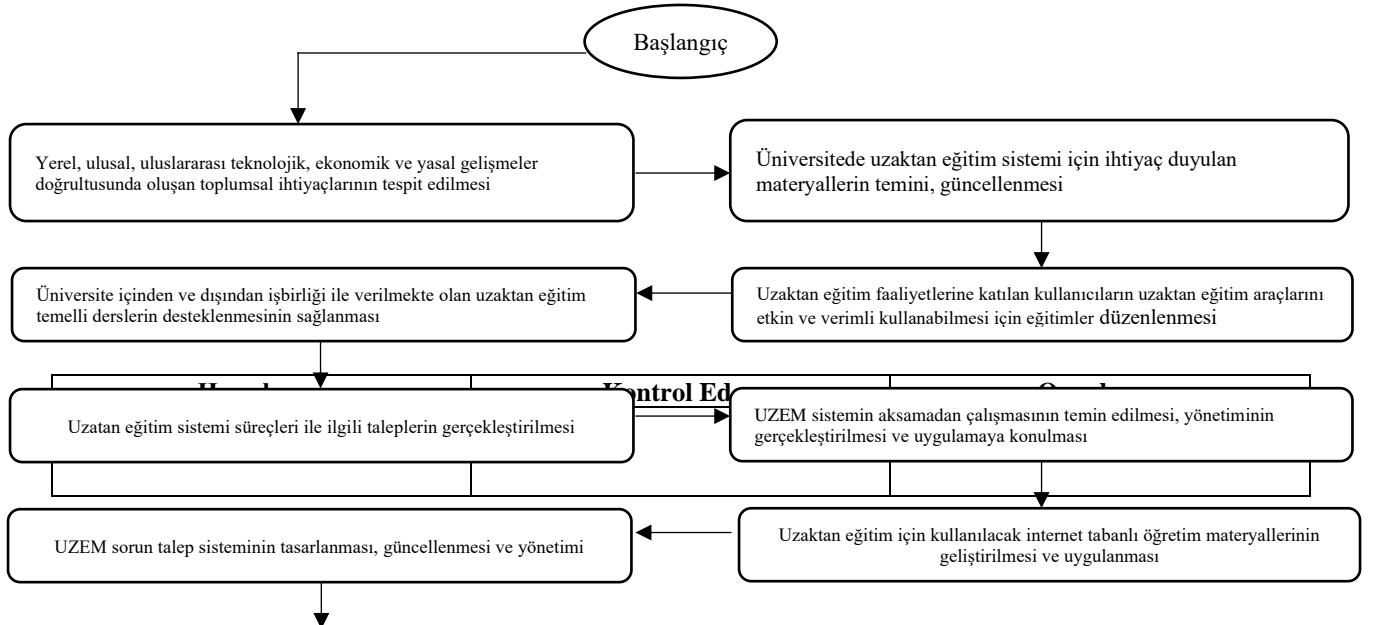 Başlangıç
Yerel, ulusal, uluslararası teknolojik, ekonomik ve yasal gelişmeler
doğrultusunda oluşan toplumsal ihtiyaçlarının tespit edilmesi
Üniversitede uzaktan eğitim sistemi için ihtiyaç duyulan
materyallerin temini, güncellenmesi
Üniversite içinden ve dışından işbirliği ile verilmekte olan uzaktan eğitim
temelli derslerin desteklenmesinin sağlanması
Uzaktan eğitim faaliyetlerine katılan kullanıcıların uzaktan eğitim araçlarını
etkin ve verimli kullanabilmesi için eğitimler düzenlenmesi
Uzatan eğitim sistemi süreçleri ile ilgili taleplerin gerçekleştirilmesi
UZEM sistemin aksamadan çalışmasının temin edilmesi, yönetiminin
gerçekleştirilmesi ve uygulamaya konulması
UZEM sorun talep sisteminin tasarlanması, güncellenmesi ve yönetimi
Uzaktan eğitim için kullanılacak internet tabanlı öğretim materyallerinin
geliştirilmesi ve uygulanması